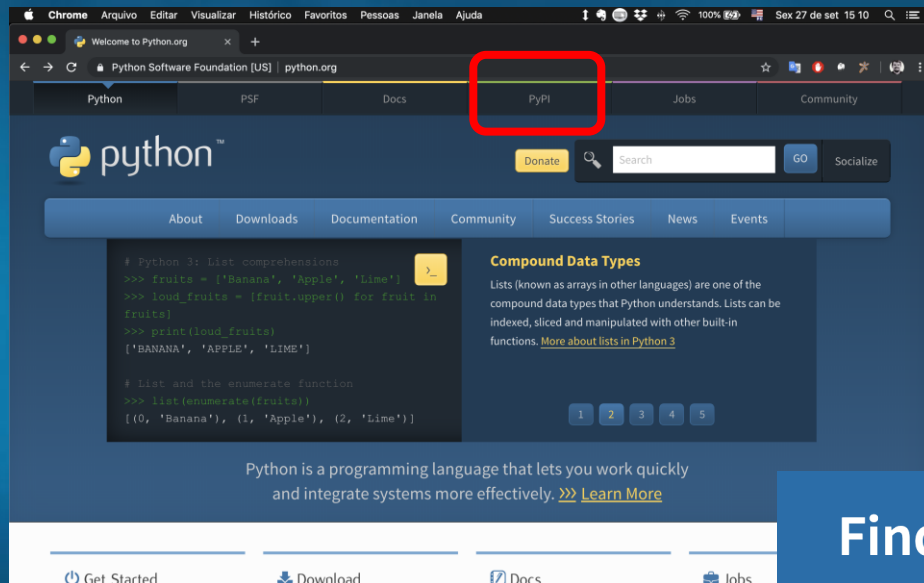 Chrome Arquivo Editar Visualizar Histórico Favoritos Pessoas Janela Ajuda 100% Sex 27 de set 15 10
Welcome to Python.org
Python Software Foundation [US] | python.org
Python PSF Docs PyPI Jobs Community
python™
Donate Search GO Socialize
About Downloads Documentation Community Success Stories News Events
# Python 3: List comprehensions
>>> fruits = ['Banana', 'Apple', 'Lime']
>>> loud_fruits = [fruit.upper() for fruit in
fruits]
>>> print(loud_fruits)
['BANANA', 'APPLE', 'LIME']
# List and the enumerate function
>>> list(enumerate(fruits))
[(0, 'Banana'), (1, 'Apple'), (2, 'Lime')]
>_
Compound Data Types
Lists (known as arrays in other languages) are one of the
compound data types that Python understands. Lists can be
indexed, sliced and manipulated with other built-in
functions. More about lists in Python 3
1 2 3 4 5
Python is a programming language that lets you work quickly
and integrate systems more effectively. >>> Learn More
Get Started Download Docs Jobs